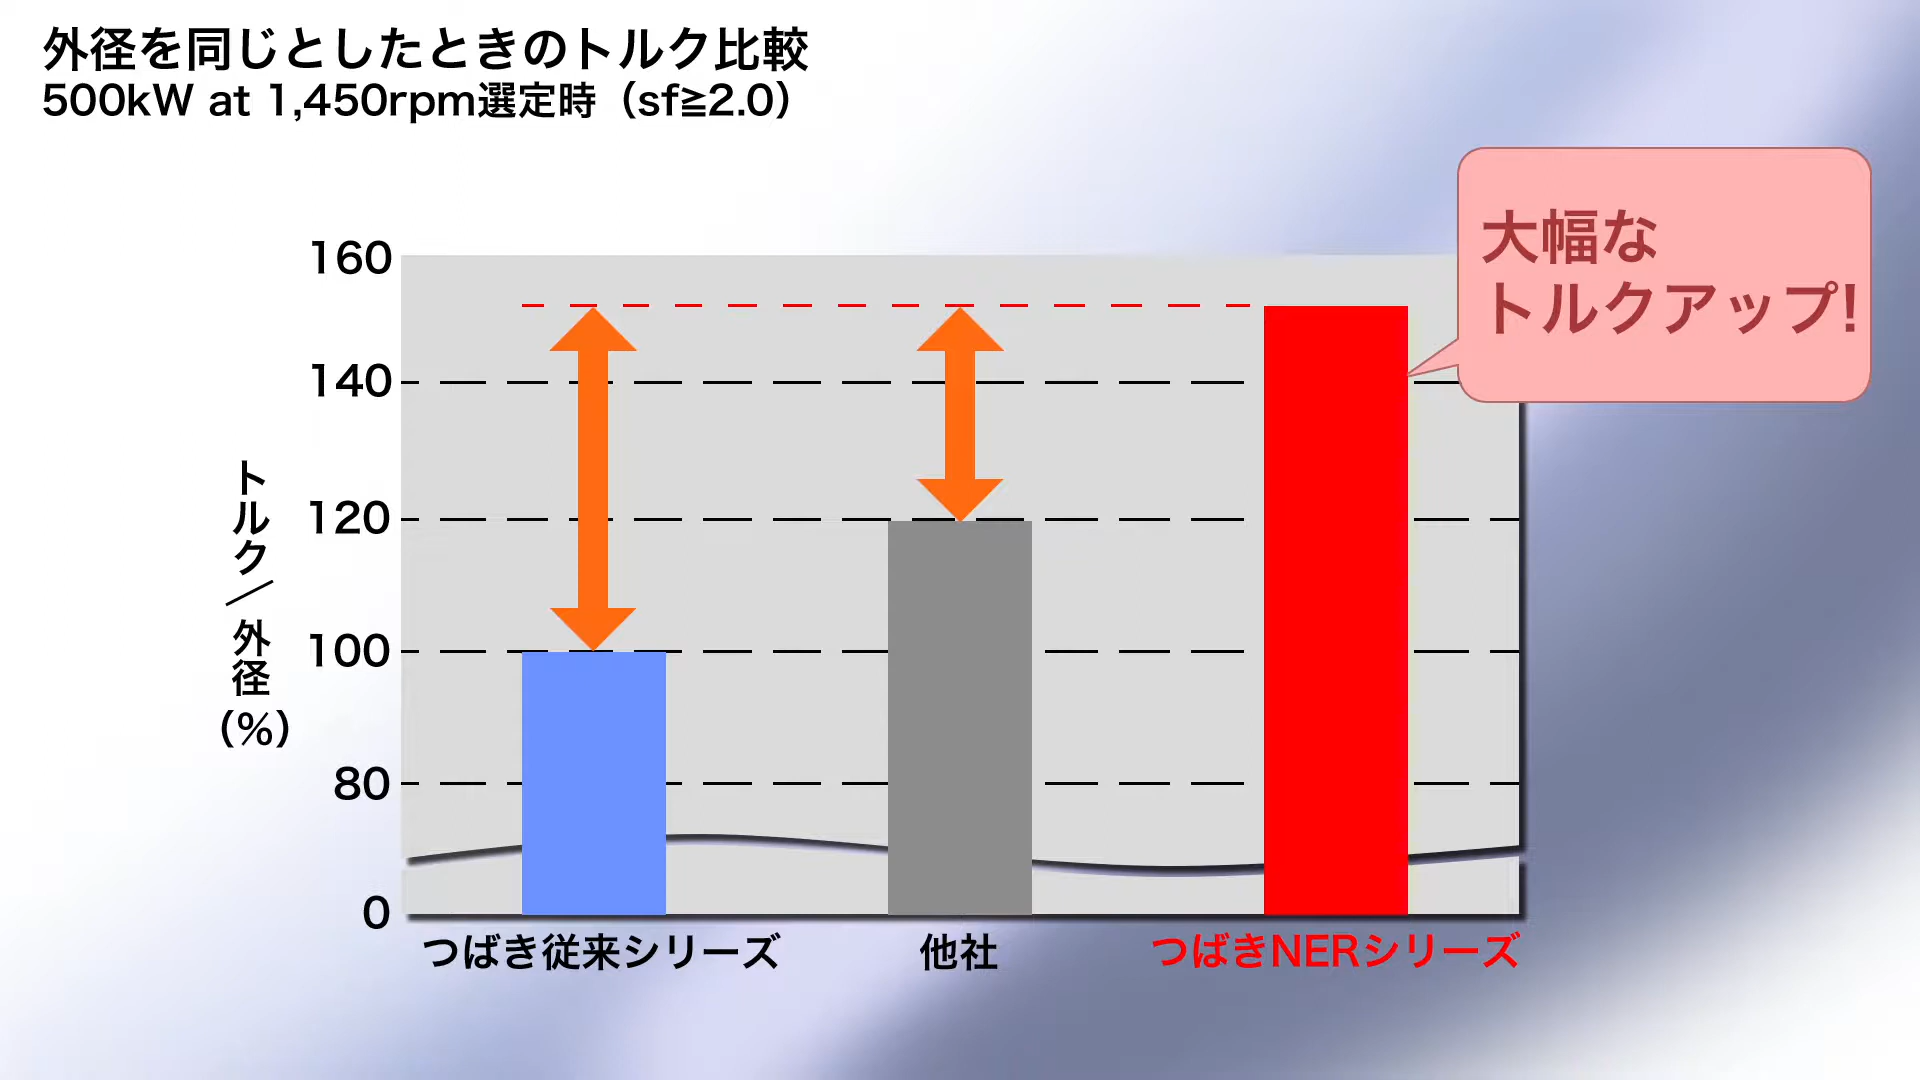 外径を同じとしたときのトルク比較
500kW at 1,450rpm選定時（sf≧2.0）
大幅な
トルクアップ!
160
140
120
100
80
0
トルク／外径（%）
つばき従来シリーズ
他社
つばきNERシリーズ